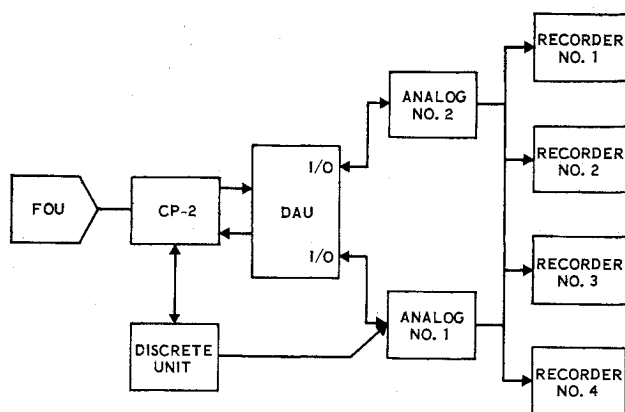 FOU
CP-2
DISCRETE
UNIT
I/O
DAU
I/O
ANALOG
NO. 2
ANALOG
NO. 1
RECORDER
NO. 1
RECORDER
NO. 2
RECORDER
NO. 3
RECORDER
NO. 4